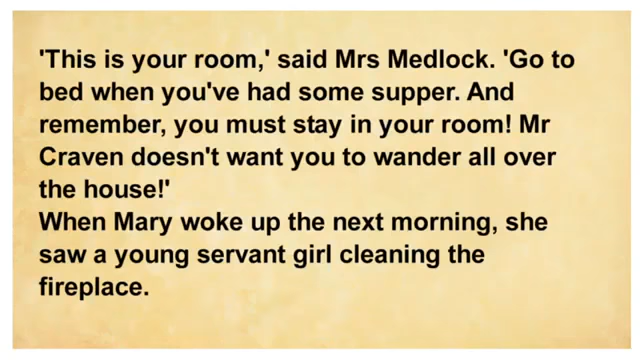 'This is your room,' said Mrs Medlock. 'Go to
bed when you've had some supper. And
remember, you must stay in your room! Mr
Craven doesn't want you to wander all over
the house!'
When Mary woke up the next morning, she
saw a young servant girl cleaning the
fireplace.